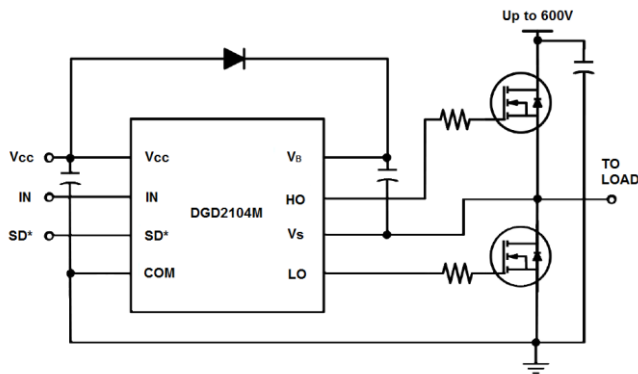 Up to 600V
Vcc
IN
SD*
Vcc
IN
SD*
COM
DGD2104M
VB
HO
Vs
LO
TO
LOAD